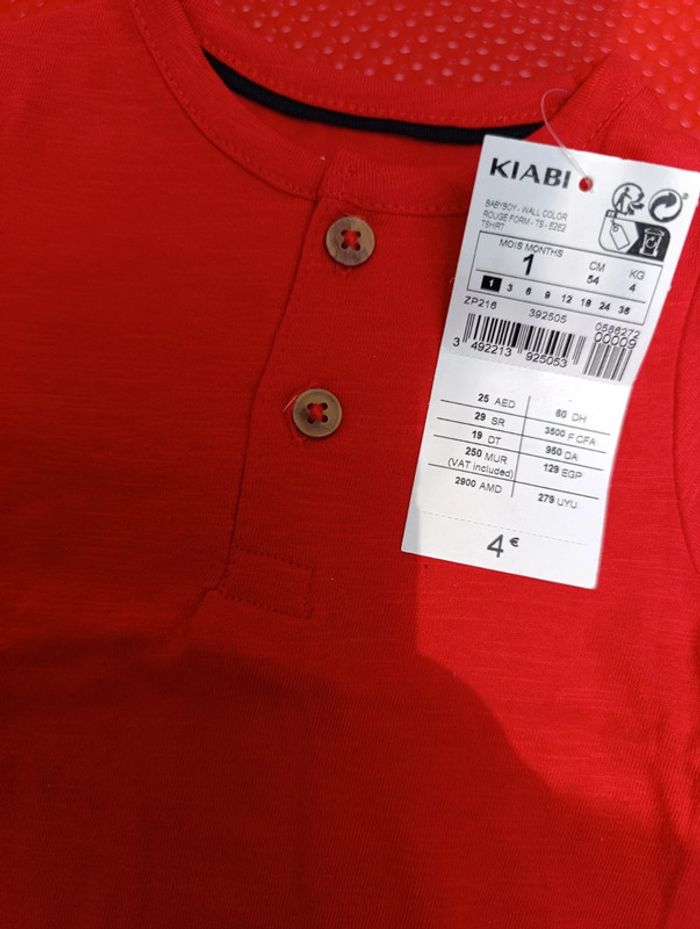 KIABI
BABYBOY - WALL COLOR
ROUGE FORM - TS - 5262
TSHIRT
MOIS MONTHS
1
CM
54
KG
4
1 3 6 9 12 18 24 36
ZP216 392505 0586272
00009
3 492213 925053
25 AED 60 DH
29 SR 3500 F CFA
19 DT 950 DA
250 MUR 129 EGP
(VAT included)
2900 AMD 279 UYU
4€